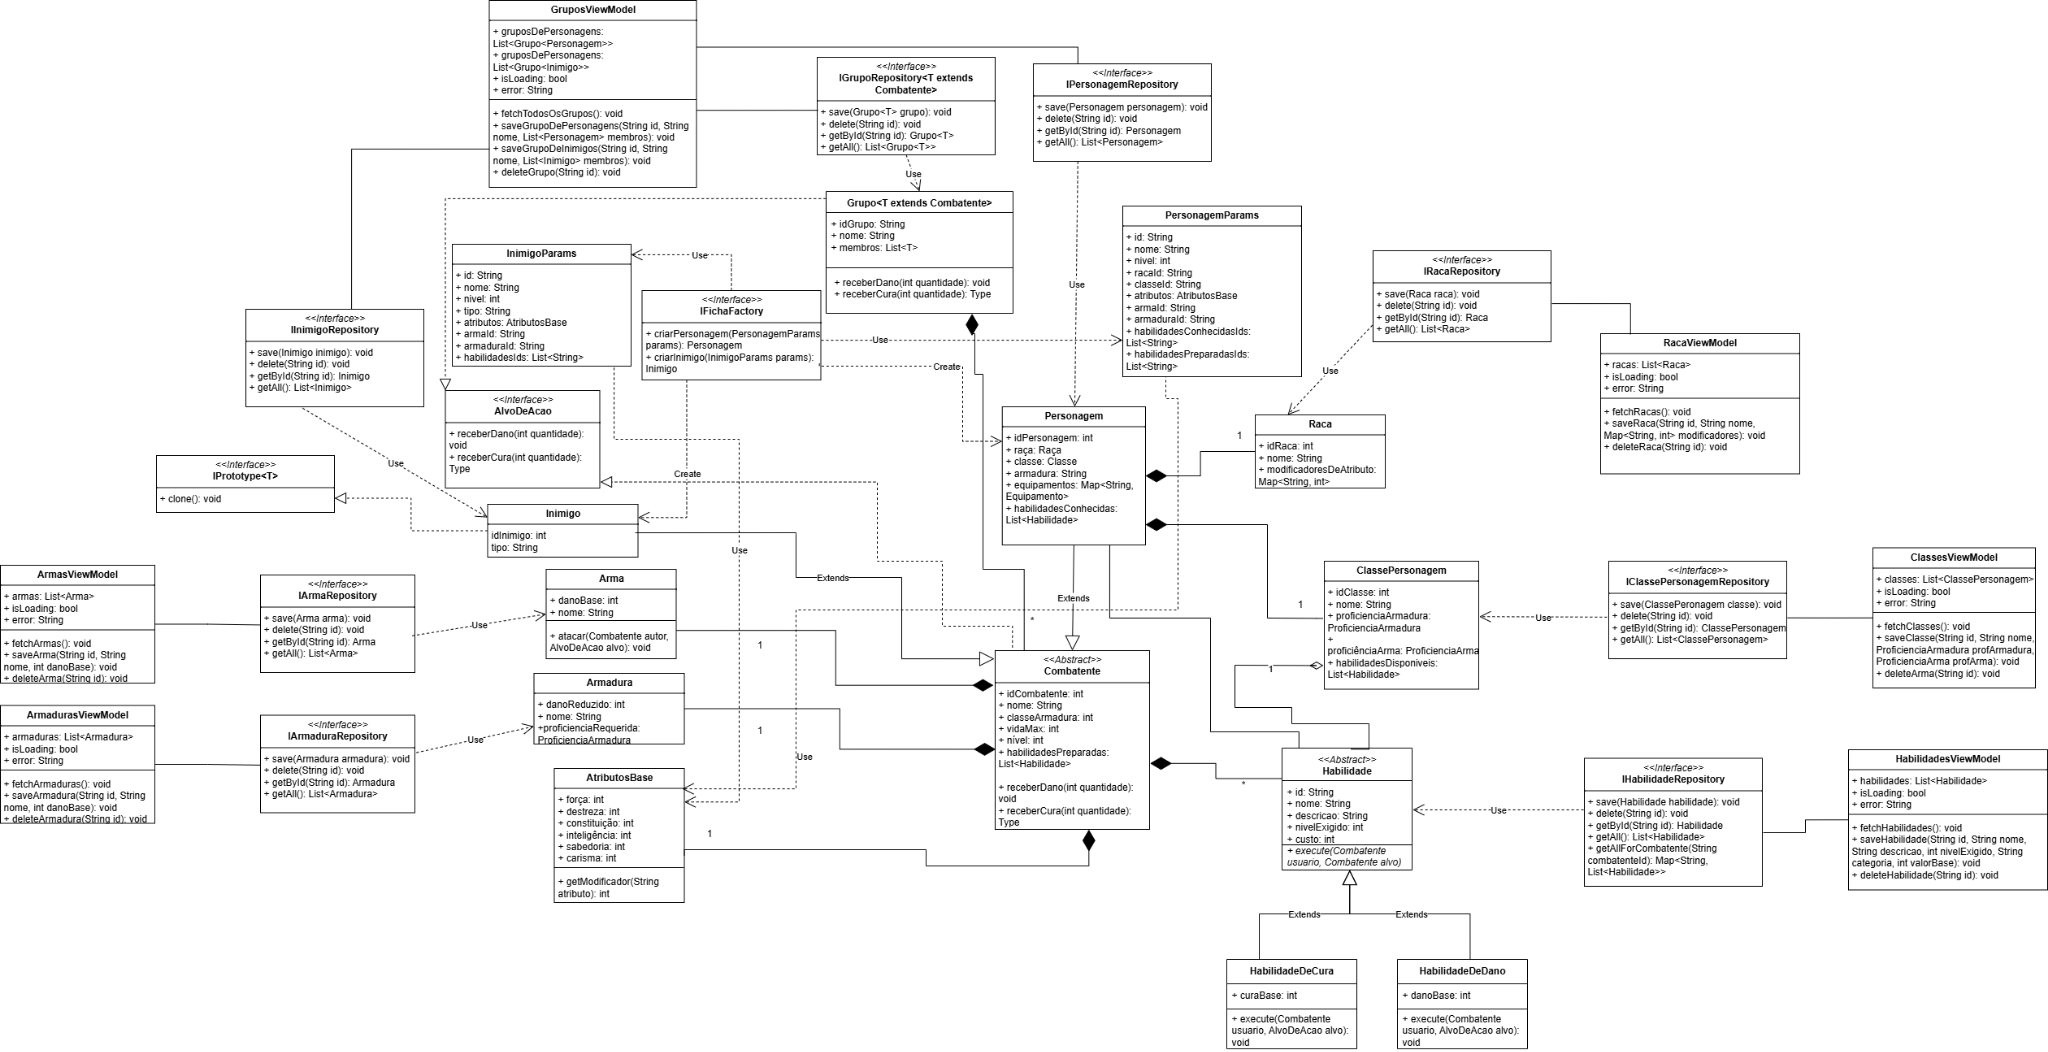 GruposViewModel
+ gruposDePersonagens:
List<Grupo<Personagem>>
+ gruposDePersonagens:
List<Grupo<Inimigo>>
+ isLoading: bool
+ error: String
+ fetchTodosOsGrupos(): void
+ saveGrupoDePersonagens(String id, String
nome, List<Personagem> membros): void
+ saveGrupoDeInimigos(String id, String
nome, List<Inimigo> membros): void
+ deleteGrupo(String id): void
<<Interface>>
IGrupoRepository<T extends
Combatente>
+ save(Grupo<T> grupo): void
+ delete(String id): void
+ getById(String id): Grupo<T>
+ getAll(): List<Grupo<T>>
<<Interface>>
IPersonagemRepository
+ save(Personagem personagem): void
+ delete(String id): void
+ getById(String id): Personagem
+ getAll(): List<Personagem>
Use
Grupo<T extends Combatente>
+ idGrupo: String
+ nome: String
+ membros: List<T>
+ receberDano(int quantidade): void
+ receberCura(int quantidade): Type
PersonagemParams
+ id: String
+ nome: String
+ nivel: int
+ racaId: String
+ classeId: String
+ atributos: AtributosBase
+ armaId: String
+ armaduraId: String
+ habilidadesConhecidasIds:
List<String>
+ habilidadesPreparadasIds:
List<String>
InimigoParams
+ id: String
+ nome: String
+ nivel: int
+ tipo: String
+ atributos: AtributosBase
+ armaId: String
+ armaduraId: String
+ habilidadesIds: List<String>
Use
<<Interface>>
IFichaFactory
+ criarPersonagem(PersonagemParams
params): Personagem
+ criarInimigo(InimigoParams params):
Inimigo
Use
Use
Create
<<Interface>>
IRacaRepository
+ save(Raca raca): void
+ delete(String id): void
+ getById(String id): Raca
+ getAll(): List<Raca>
<<Interface>>
IInimigoRepository
+ save(Inimigo inimigo): void
+ delete(String id): void
+ getById(String id): Inimigo
+ getAll(): List<Inimigo>
RacaViewModel
+ racas: List<Raca>
+ isLoading: bool
+ error: String
+ fetchRacas(): void
+ saveRaca(String id, String nome,
Map<String, int> modificadores): void
+ deleteRaca(String id): void
Use
<<Interface>>
AlvoDeAcao
+ receberDano(int quantidade):
void
+ receberCura(int quantidade):
Type
Personagem
+ idPersonagem: int
+ raça: Raça
+ classe: Classe
+ armadura: String
+ equipamentos: Map<String,
Equipamento>
+ habilidadesConhecidas:
List<Habilidade>
1
Raca
+ idRaca: int
+ nome: String
+ modificadoresDeAtributo:
Map<String, int>
<<Interface>>
IPrototype<T>
+ clone(): void
Use
Create
Inimigo
idInimigo: int
tipo: String
Use
ArmasViewModel
+ armas: List<Arma>
+ isLoading: bool
+ error: String
+ fetchArmas(): void
+ saveArma(String id, String
nome, int danoBase): void
+ deleteArma(String id): void
<<Interface>>
IArmaRepository
+ save(Arma arma): void
+ delete(String id): void
+ getById(String id): Arma
+ getAll(): List<Arma>
Use
Arma
+ danoBase: int
+ nome: String
+ atacar(Combatente autor,
AlvoDeAcao alvo): void
1
Extends
Extends
*
ClassePersonagem
+ idClasse: int
+ nome: String
+ proficienciaArmadura:
ProficienciaArmadura
+
proficiênciaArma: ProficienciaArma
+ habilidadesDisponiveis:
List<Habilidade>
1
1
<<Interface>>
IClassePersonagemRepository
+ save(ClassePeronagem classe): void
+ delete(String id): void
+ getById(String id): ClassePersonagem
+ getAll(): List<ClassePersonagem>
Use
ClassesViewModel
+ classes: List<ClassePersonagem>
+ isLoading: bool
+ error: String
+ fetchClasses(): void
+ saveClasse(String id, String nome,
ProficienciaArmadura profArmadura,
ProficienciaArma profArma): void
+ deleteArma(String id): void
<<Abstract>>
Combatente
+ idCombatente: int
+ nome: String
+ classeArmadura: int
+ vidaMax: int
+ nível: int
+ habilidadesPreparadas:
List<Habilidade>
+ receberDano(int quantidade):
void
+ receberCura(int quantidade):
Type
Armadura
+ danoReduzido: int
+ nome: String
+proficienciaRequerida:
ProficienciaArmadura
1
ArmadurasViewModel
+ armaduras: List<Armadura>
+ isLoading: bool
+ error: String
+ fetchArmaduras(): void
+ saveArmadura(String id, String
nome, int danoBase): void
+ deleteArmadura(String id): void
<<Interface>>
IArmaduraRepository
+ save(Armadura armadura): void
+ delete(String id): void
+ getById(String id): Armadura
+ getAll(): List<Armadura>
Use
Use
AtributosBase
+ força: int
+ destreza: int
+ constituição: int
+ inteligência: int
+ sabedoria: int
+ carisma: int
+ getModificador(String
atributo): int
1
*
<<Abstract>>
Habilidade
+ id: String
+ nome: String
+ descricao: String
+ nivelExigido: int
+ custo: int
+ execute(Combatente
usuario, Combatente alvo)
Use
<<Interface>>
IHabilidadeRepository
+ save(Habilidade habilidade): void
+ delete(String id): void
+ getById(String id): Habilidade
+ getAll(): List<Habilidade>
+ getAllForCombatente(String
combatenteId): Map<String,
List<Habilidade>>
HabilidadesViewModel
+ habilidades: List<Habilidade>
+ isLoading: bool
+ error: String
+ fetchHabilidades(): void
+ saveHabilidade(String id, String nome,
String descricao, int nivelExigido, String
categoria, int valorBase): void
+ deleteHabilidade(String id): void
Extends
Extends
HabilidadeDeCura
+ curaBase: int
+ execute(Combatente
usuario, AlvoDeAcao alvo):
void
HabilidadeDeDano
+ danoBase: int
+ execute(Combatente
usuario, AlvoDeAcao alvo):
void